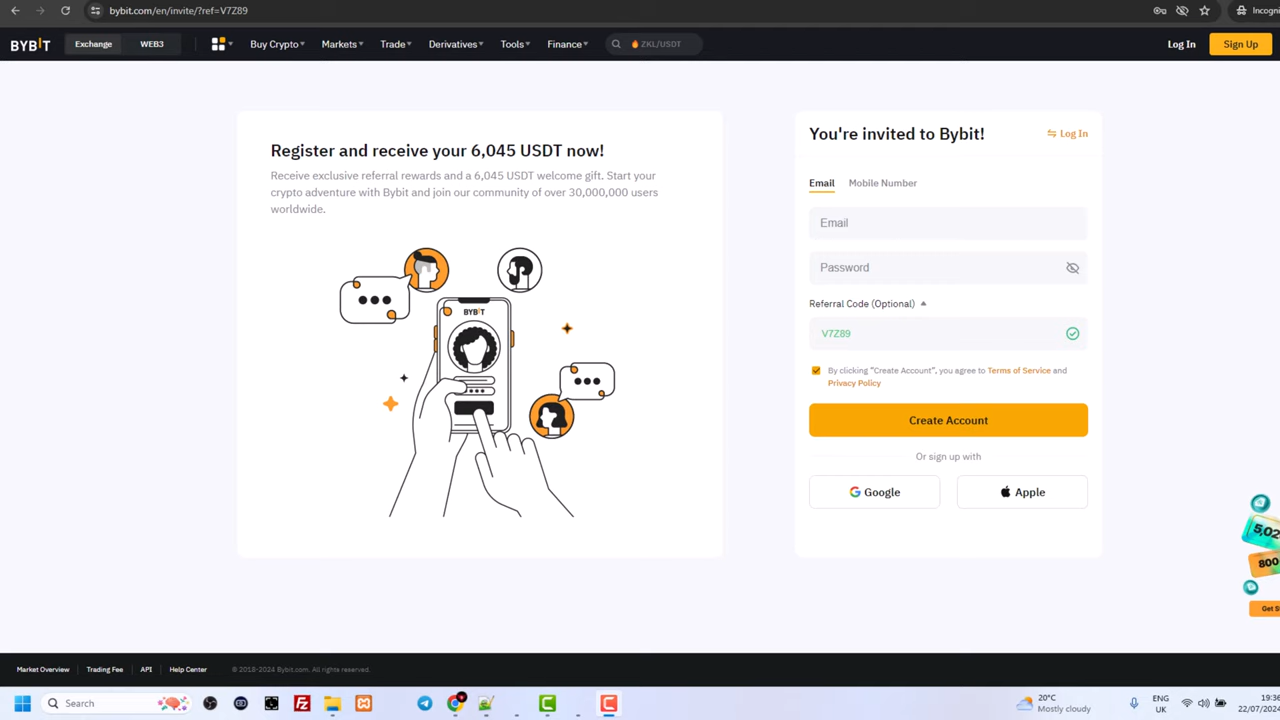 bybit.com/en/invite/?ref=V7Z89
Incogni
BYBIT
Exchange
WEB3
Buy Crypto
Markets
Trade
Derivatives
Tools
Finance
ZKL/USDT
Log In
Sign Up
Register and receive your 6,045 USDT now!
Receive exclusive referral rewards and a 6,045 USDT welcome gift. Start your
crypto adventure with Bybit and join our community of over 30,000,000 users
worldwide.
BYBIT
You're invited to Bybit!
Log In
Email
Mobile Number
Email
Password
Referral Code (Optional)
V7Z89
By clicking “Create Account”, you agree to Terms of Service and
Privacy Policy
Create Account
Or sign up with
Google
Apple
5,02
800
Get S
Market Overview
Trading Fee
API
Help Center
© 2018-2024 Bybit.com. All rights reserved.
Search
20°C
Mostly cloudy
ENG
UK
19:36
22/07/2024